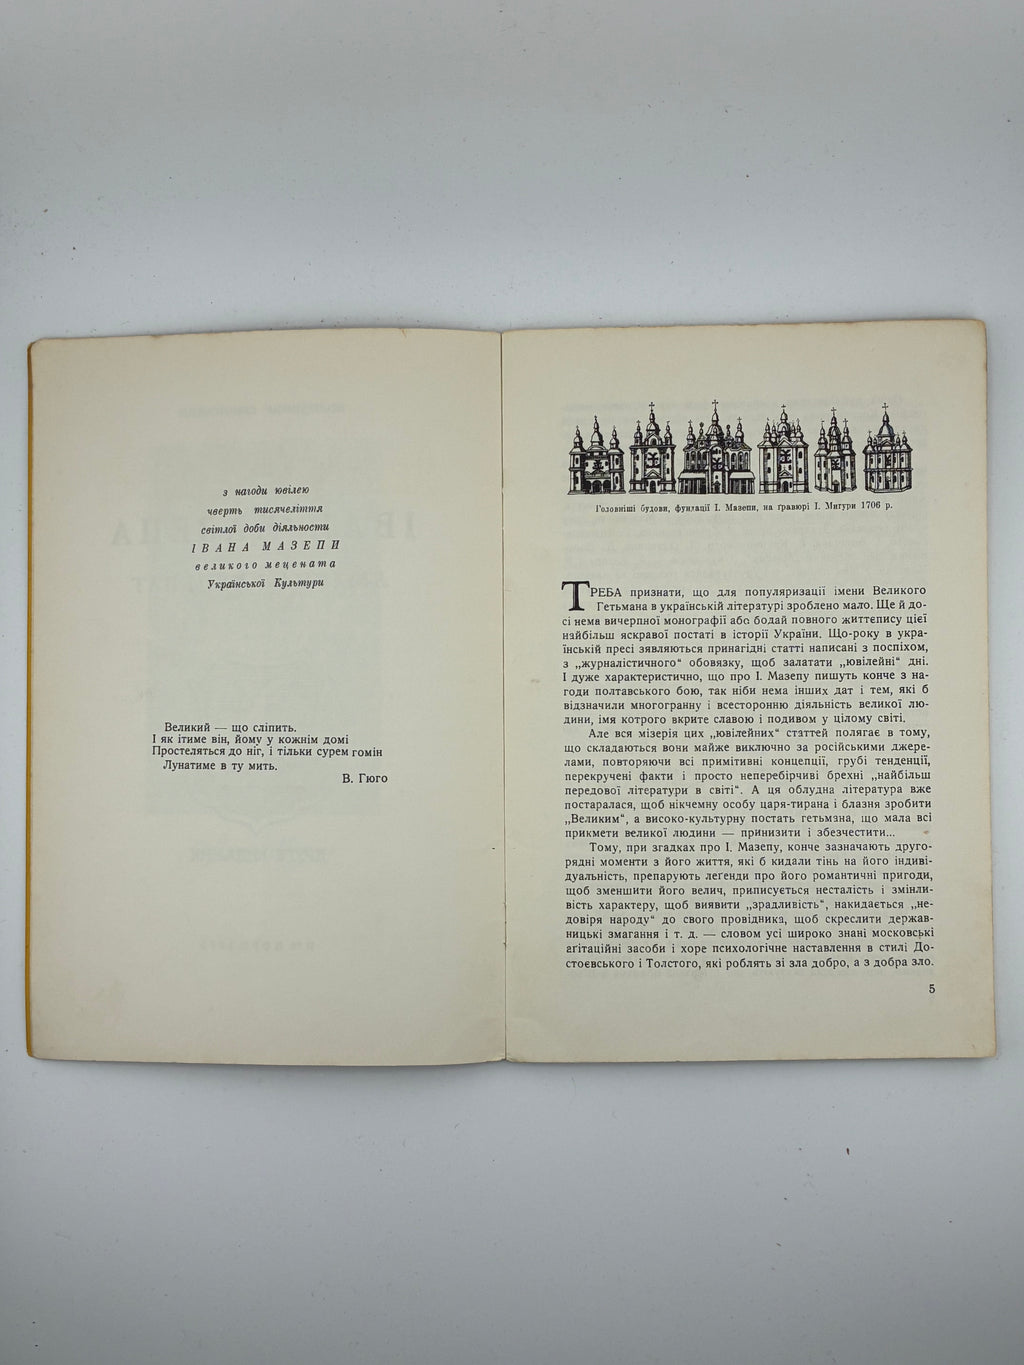 з нагоди ювілею
чверть тисячеліття
світлої доби діяльности
ІВАНА МАЗЕПИ
великого мецената
Української Культури
Великий — що сліпить.
І як ітиме він, йому у кожнім домі
Простеляться до ніг, і тільки сурем гомін
Лунатиме в ту мить.
В. Гюго
Головніші будови, фундації І. Мазепи, на ґравюрі І. Мигури 1706 р.
ТРЕБА признати, що для популяризації імени Великого
Гетьмана в українській літературі зроблено мало. Ще й до-
сі нема вичерпної монографії або бодай повного життєпису цієї
найбільш яскравої постаті в історії України. Що-року в укра-
їнській пресі зявляються принагідні статті написані з поспіхом,
з „журналістичного“ обовязку, щоб залатати „ювілейні“ дні.
І дуже характеристично, що про І. Мазепу пишуть конче з на-
годи полтавського бою, так ніби нема інших дат і тем, які б
відзначили многогранну і всесторонню діяльність великої лю-
дини, імя котрого вкрите славою і подивом у цілому світі.
Але вся мізерія цих „ювілейних“ статтей полягає в тому,
що складаються вони майже виключно за російськими джере-
лами, повторяючи всі примітивні концепції, грубі тенденції,
перекручені факти і просто неперебірчиві брехні „найбільш
передової літератури в світі“. А ця облудна література вже
постаралася, щоб нікчемну особу царя-тирана і блазня зробити
„Великим“, а високо-культурну постать гетьмана, що мала всі
прикмети великої людини — принизити і збезчестити...
Тому, при згадках про І. Мазепу, конче зазначають друго-
рядні моменти з його життя, які б кидали тінь на його індиві-
дуальність, препарують леґенди про його романтичні пригоди,
щоб зменшити його велич, приписується несталість і змінли-
вість характеру, щоб виявити „зрадливість“, накидається „не-
довіря народу“ до свого провідника, щоб скреслити держав-
ницькі змагання і т. д. — словом усі широко знані московські
аґітаційні засоби і хоре психологічне наставлення в стилі До-
стоєвського і Толстого, які роблять зі зла добро, а з добра зло.
5